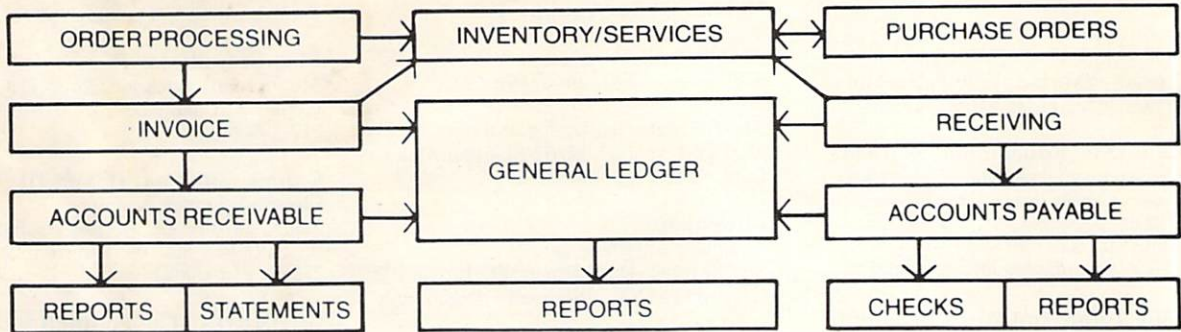 ORDER PROCESSING
INVENTORY/SERVICES
PURCHASE ORDERS
INVOICE
RECEIVING
GENERAL LEDGER
ACCOUNTS RECEIVABLE
ACCOUNTS PAYABLE
REPORTS
STATEMENTS
REPORTS
CHECKS
REPORTS